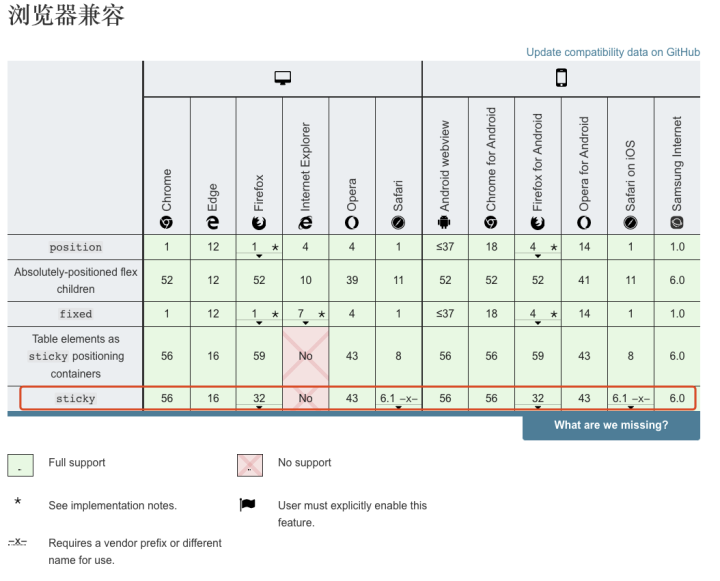 浏览器兼容
Update compatibility data on GitHub
Chrome
Edge
Firefox
Internet Explorer
Opera
Safari
Android webview
Chrome for Android
Firefox for Android
Opera for Android
Safari on iOS
Samsung Internet
position 1 12 1 * 4 4 1 ≤37 18 4 * 14 1 1.0
Absolutely-positioned flex
children 52 12 52 10 39 11 52 52 52 41 11 6.0
fixed 1 12 1 * 7 * 4 1 ≤37 18 4 * 14 1 1.0
Table elements as
sticky positioning
containers 56 16 59 No 43 8 56 56 59 43 8 6.0
sticky 56 16 32 No 43 6.1 -x- 56 56 32 43 6.1 -x- 6.0
What are we missing?
Full support
No support
* See implementation notes.
User must explicitly enable this
feature.
-x- Requires a vendor prefix or different
name for use.